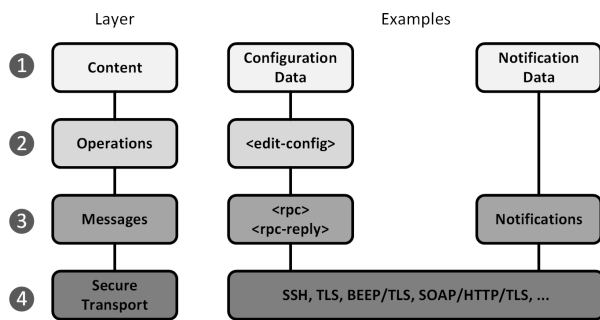 Layer
Examples
1
Content
Configuration
Data
Notification
Data
2
Operations
<edit-config>
3
Messages
<rpc>
<rpc-reply>
Notifications
4
Secure
Transport
SSH, TLS, BEEP/TLS, SOAP/HTTP/TLS, ...